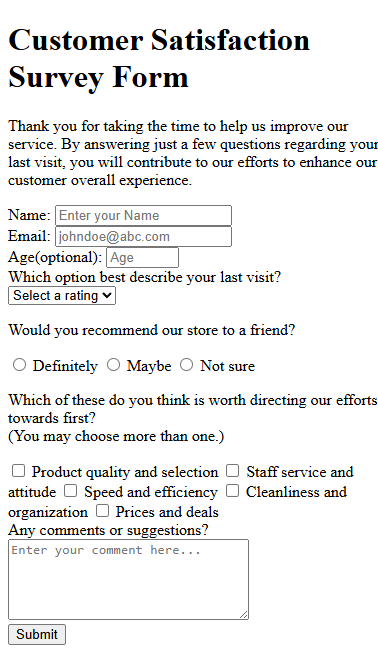 Customer Satisfaction
Survey Form
Thank you for taking the time to help us improve our
service. By answering just a few questions regarding your
last visit, you will contribute to our efforts to enhance our
customer overall experience.
Name: Enter your Name
Email: johndoe@abc.com
Age(optional): Age
Which option best describe your last visit?
Select a rating
Would you recommend our store to a friend?
Definitely Maybe Not sure
Which of these do you think is worth directing our efforts
towards first?
(You may choose more than one.)
Product quality and selection Staff service and
attitude Speed and efficiency Cleanliness and
organization Prices and deals
Any comments or suggestions?
Enter your comment here...
Submit